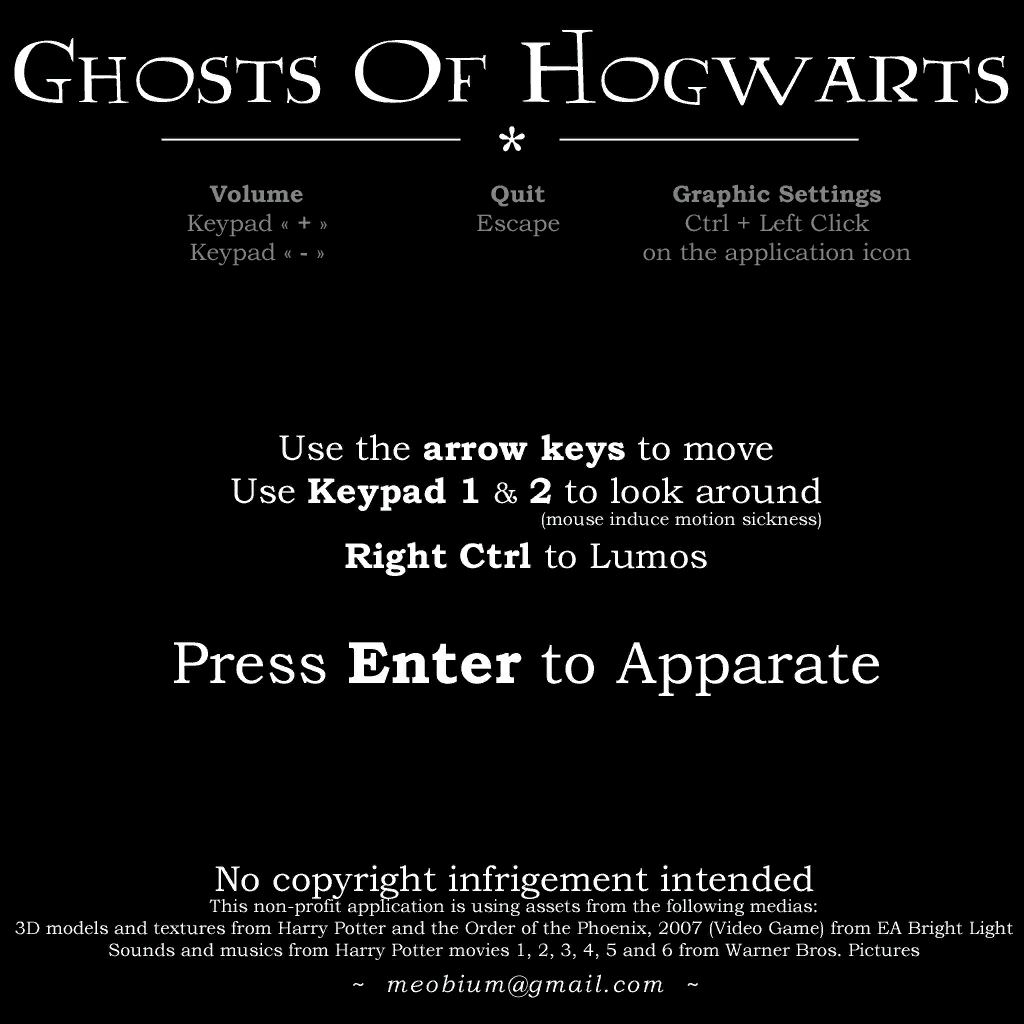 Ghosts Of Hogwarts
*
Volume Quit Graphic Settings
Keypad « + » Escape Ctrl + Left Click
Keypad « - » on the application icon
Use the arrow keys to move
Use Keypad 1 & 2 to look around
(mouse induce motion sickness)
Right Ctrl to Lumos
Press Enter to Apparate
No copyright infrigement intended
This non-profit application is using assets from the following medias:
3D models and textures from Harry Potter and the Order of the Phoenix, 2007 (Video Game) from EA Bright Light
Sounds and musics from Harry Potter movies 1, 2, 3, 4, 5 and 6 from Warner Bros. Pictures
~ meobium@gmail.com ~